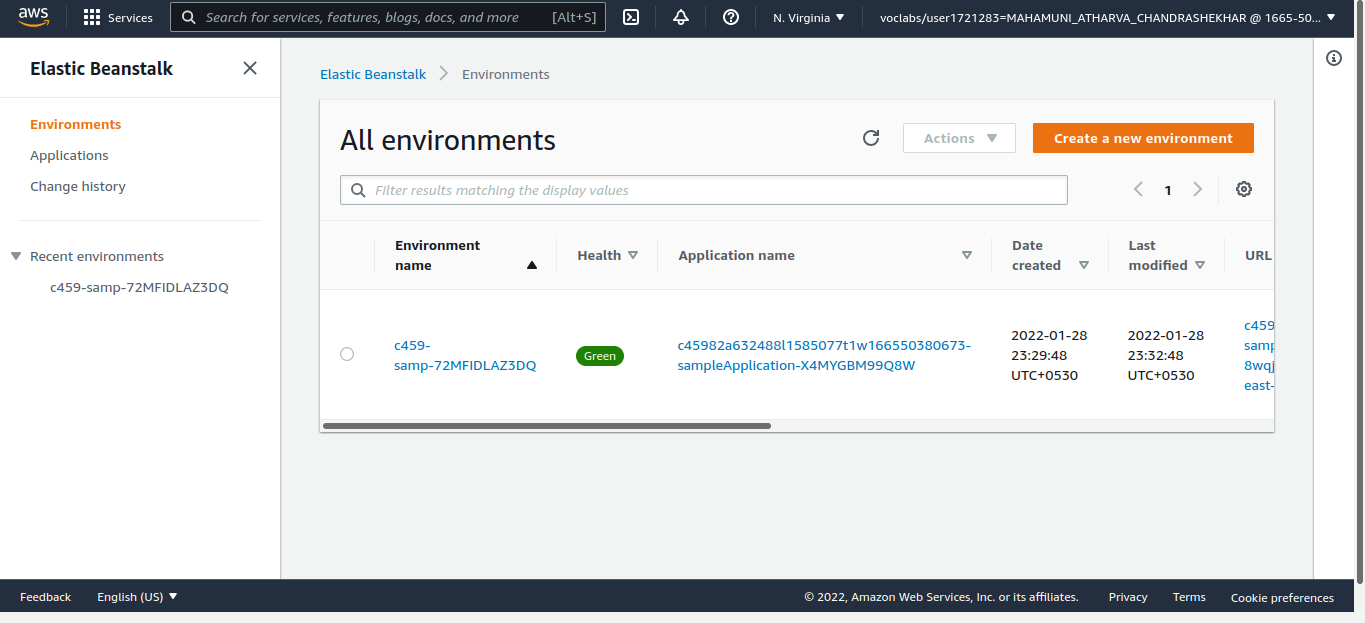 aws
Services
Search for services, features, blogs, docs, and more
[Alt+S]
N. Virginia
voclabs/user1721283=MAHAMUNI_ATHARVA_CHANDRASHEKHAR @ 1665-50...
Elastic Beanstalk
Environments
Applications
Change history
Recent environments
c459-samp-72MFIDLAZ3DQ
Elastic Beanstalk
Environments
All environments
Actions
Create a new environment
Filter results matching the display values
1
Environment
name
Health
Application name
Date
created
Last
modified
URL
c459-
samp-72MFIDLAZ3DQ
Green
c45982a632488l1585077t1w166550380673-
sampleApplication-X4MYGBM99Q8W
2022-01-28
23:29:48
UTC+0530
2022-01-28
23:32:48
UTC+0530
c459
samp
8wqj
east-
Feedback
English (US)
© 2022, Amazon Web Services, Inc. or its affiliates.
Privacy
Terms
Cookie preferences